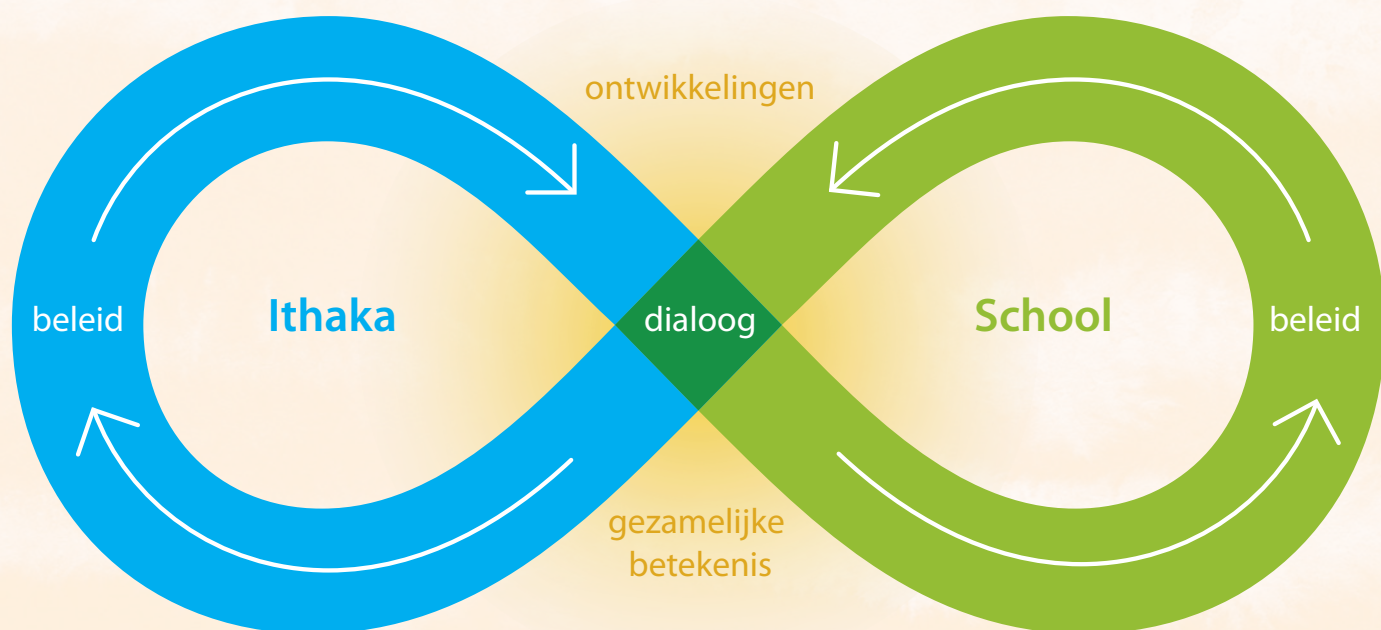 ontwikkelingen
beleid
Ithaka
dialoog
School
beleid
gezamelijke
betekenis